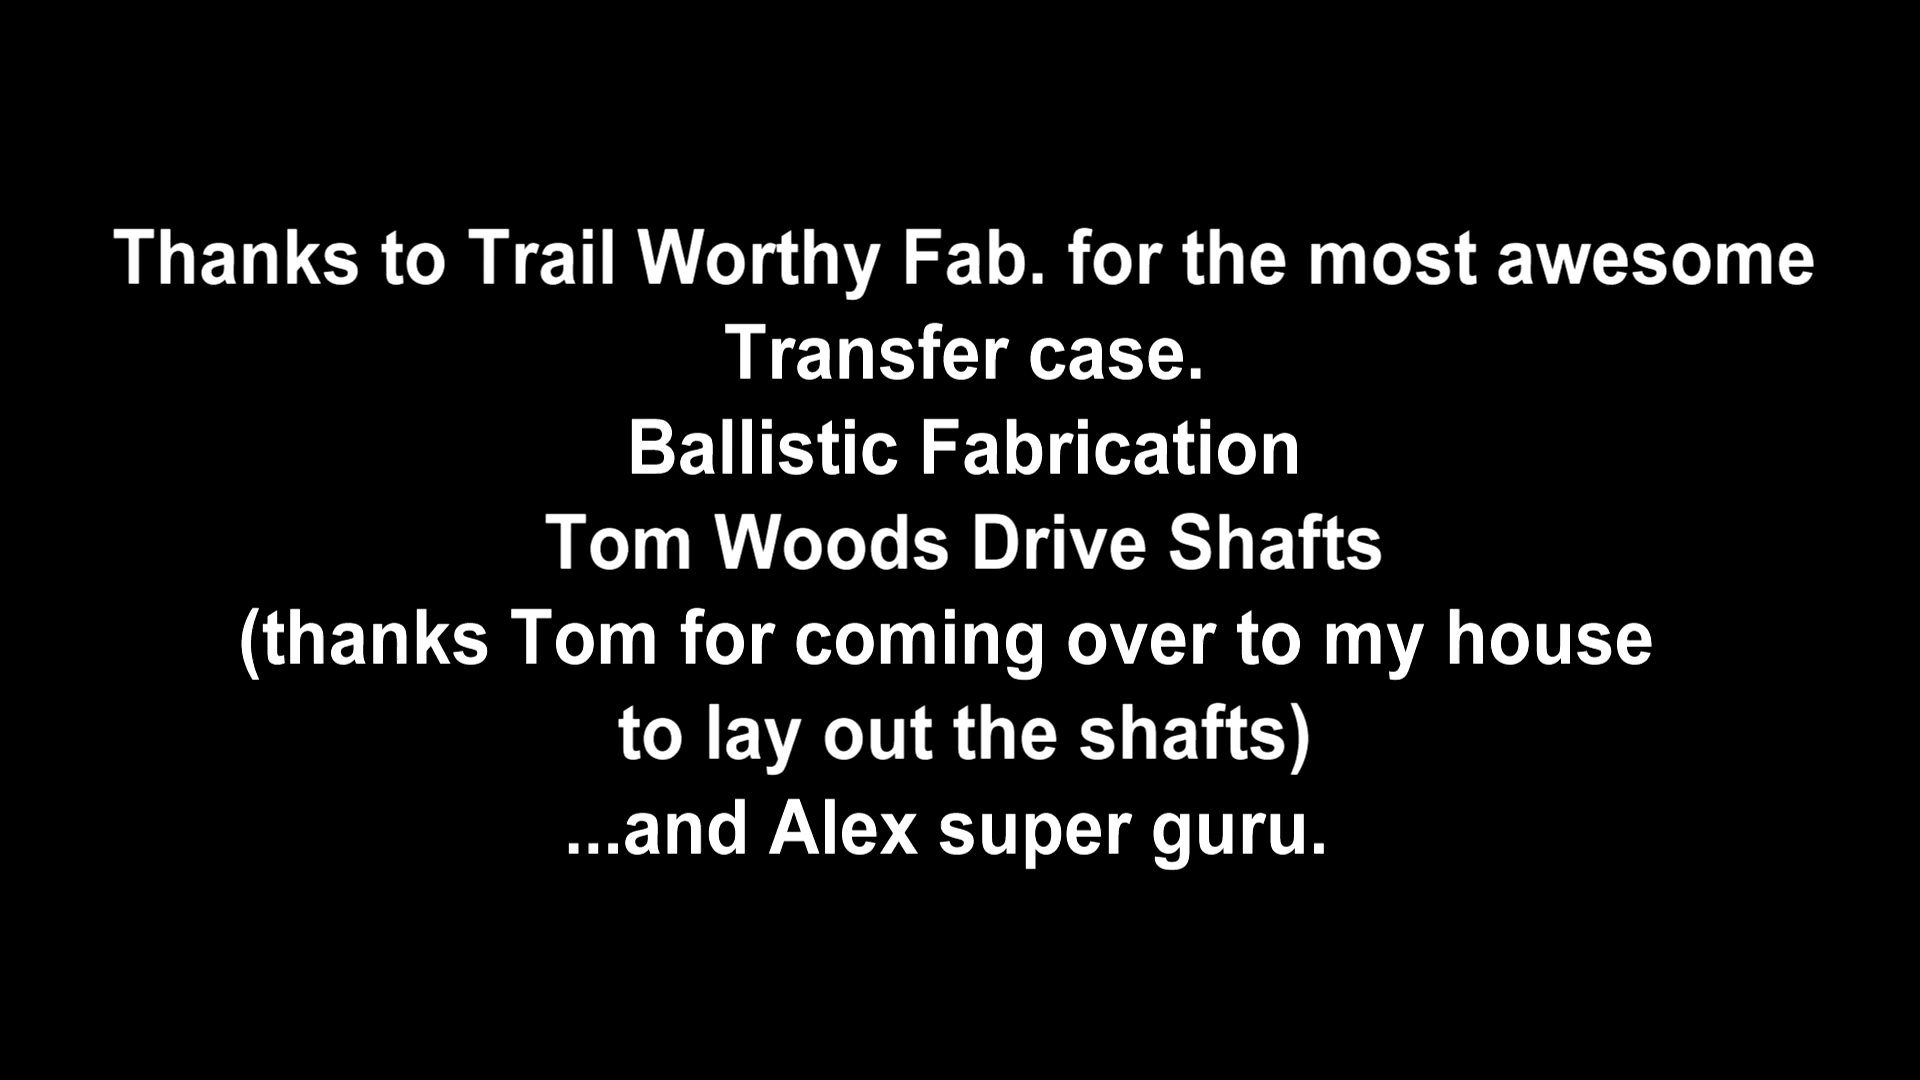 Thanks to Trail Worthy Fab. for the most awesome
Transfer case.
Ballistic Fabrication
Tom Woods Drive Shafts
(thanks Tom for coming over to my house
to lay out the shafts)
...and Alex super guru.